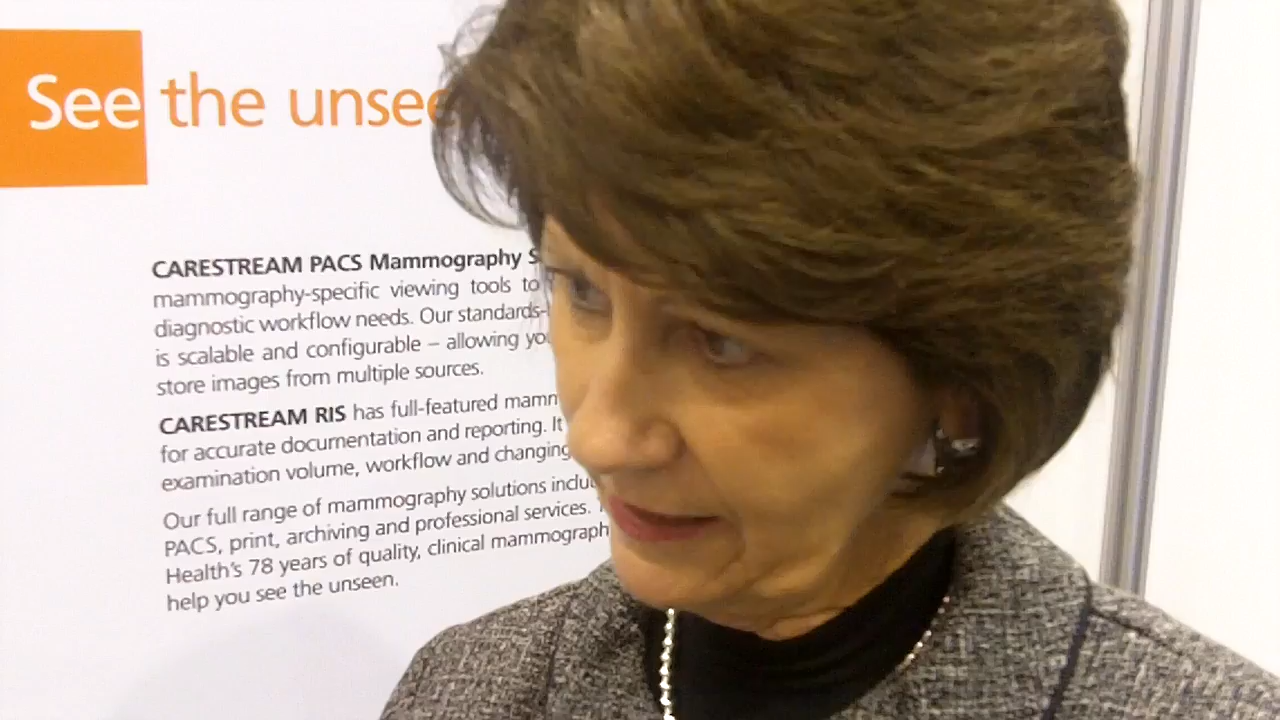 See the unsee
CARESTREAM PACS Mammography S
mammography-specific viewing tools to
diagnostic workflow needs. Our standards-
is scalable and configurable – allowing you
store images from multiple sources.
CARESTREAM RIS has full-featured mamm
for accurate documentation and reporting. It
examination volume, workflow and changing
Our full range of mammography solutions includ
PACS, print, archiving and professional services.
Health's 78 years of quality, clinical mammograph
help you see the unseen.